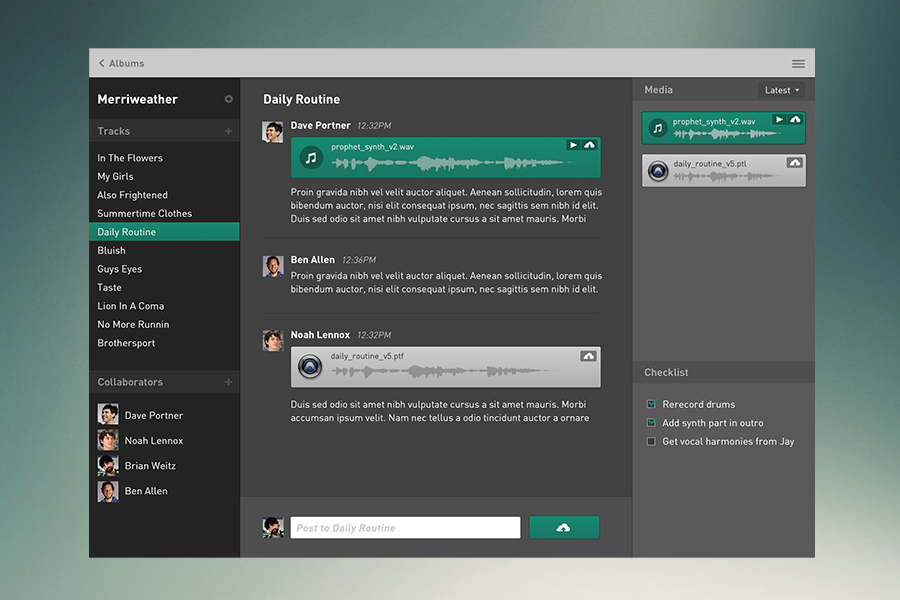 Albums
Merriweather
Tracks
In The Flowers
My Girls
Also Frightened
Summertime Clothes
Daily Routine
Bluish
Guys Eyes
Taste
Lion In A Coma
No More Runnin
Brothersport
Collaborators
Dave Portner
Noah Lennox
Brian Weitz
Ben Allen
Daily Routine
Dave Portner 12:32PM
prophet_synth_v2.wav
Proin gravida nibh vel velit auctor aliquet. Aenean sollicitudin, lorem quis
bibendum auctor, nisi elit consequat ipsum, nec sagittis sem nibh id elit.
Duis sed odio sit amet nibh vulputate cursus a sit amet mauris. Morbi
Ben Allen 12:36PM
Proin gravida nibh vel velit auctor aliquet. Aenean sollicitudin, lorem quis
bibendum auctor, nisi elit consequat ipsum, nec sagittis sem nibh id elit.
Noah Lennox 12:32PM
daily_routine_v5.ptf
Duis sed odio sit amet nibh vulputate cursus a sit amet mauris. Morbi
accumsan ipsum velit. Nam nec tellus a odio tincidunt auctor a ornare
Post to Daily Routine
Media
Latest
prophet_synth_v2.wav
daily_routine_v5.ptl
Checklist
Rerecord drums
Add synth part in outro
Get vocal harmonies from Jay